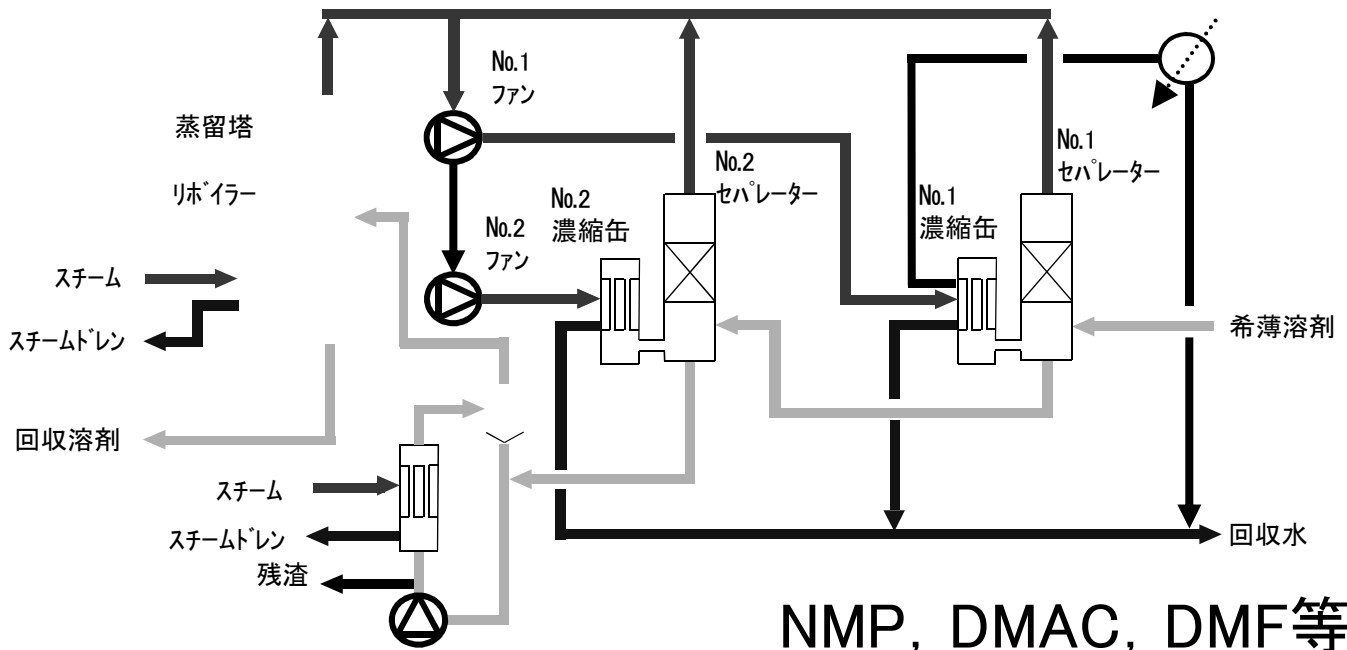 No.1
ファン
蒸留塔
No.1
セパレーター
No.2
セパレーター
リボイラー
No.2
濃縮缶
No.1
濃縮缶
No.2
ファン
スチーム
スチームドレン
希薄溶剤
回収溶剤
スチーム
スチームドレン
回収水
残渣
NMP, DMAC, DMF等